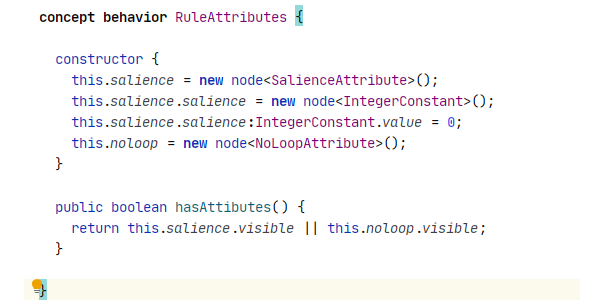 concept behavior RuleAttributes {
constructor {
this.salience = new node<SalienceAttribute>();
this.salience.salience = new node<IntegerConstant>();
this.salience.salience:IntegerConstant.value = 0;
this.noloop = new node<NoLoopAttribute>();
}
public boolean hasAttibutes() {
return this.salience.visible || this.noloop.visible;
}
}